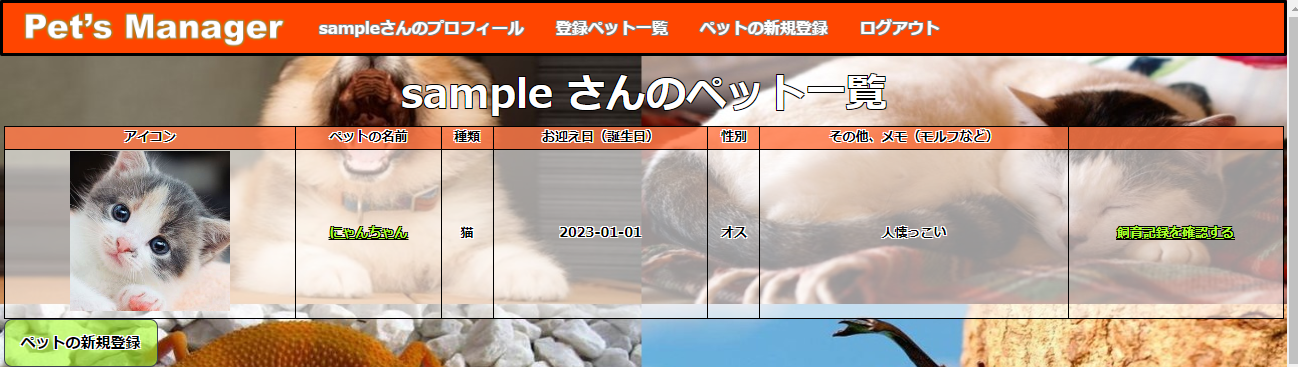 Pet's Manager sampleさんのプロフィール 登録ペット一覧 ペットの新規登録 ログアウト
sample さんのペット一覧
アイコン ペットの名前 種類 お迎え日（誕生日） 性別 その他、メモ（モルフなど）
にゃんちゃん 猫 2023-01-01 オス 人懐っこい 飼育記録を確認する
ペットの新規登録